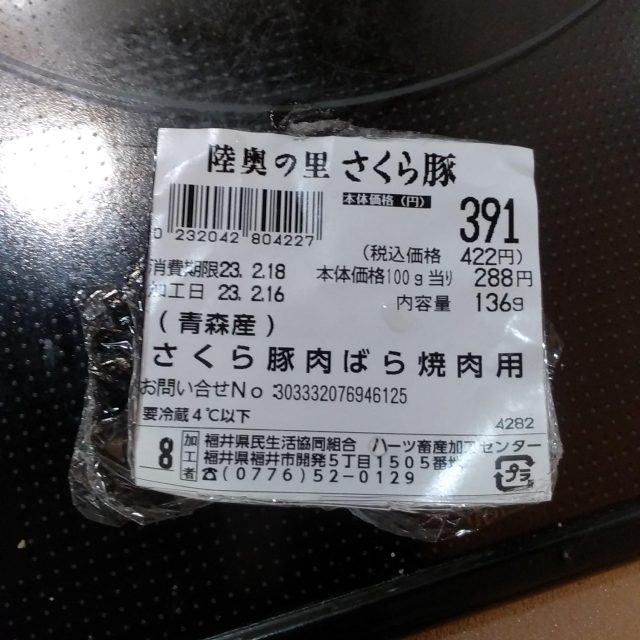 陸奥の里 さくら豚
本体価格(円) 391
0 232042 804227
(税込価格 422円)
消費期限23. 2.18 本体価格100g当り 288円
加工日 23. 2.16 内容量 136g
(青森産)
さくら豚肉ばら焼肉用
お問い合せNo:303332076946125
要冷蔵4℃以下
4282
8 加工者 福井県民生活協同組合 ハーツ畜産加工センター
福井県福井市開発5丁目1505番地
☎(0776)52-0129
プラ